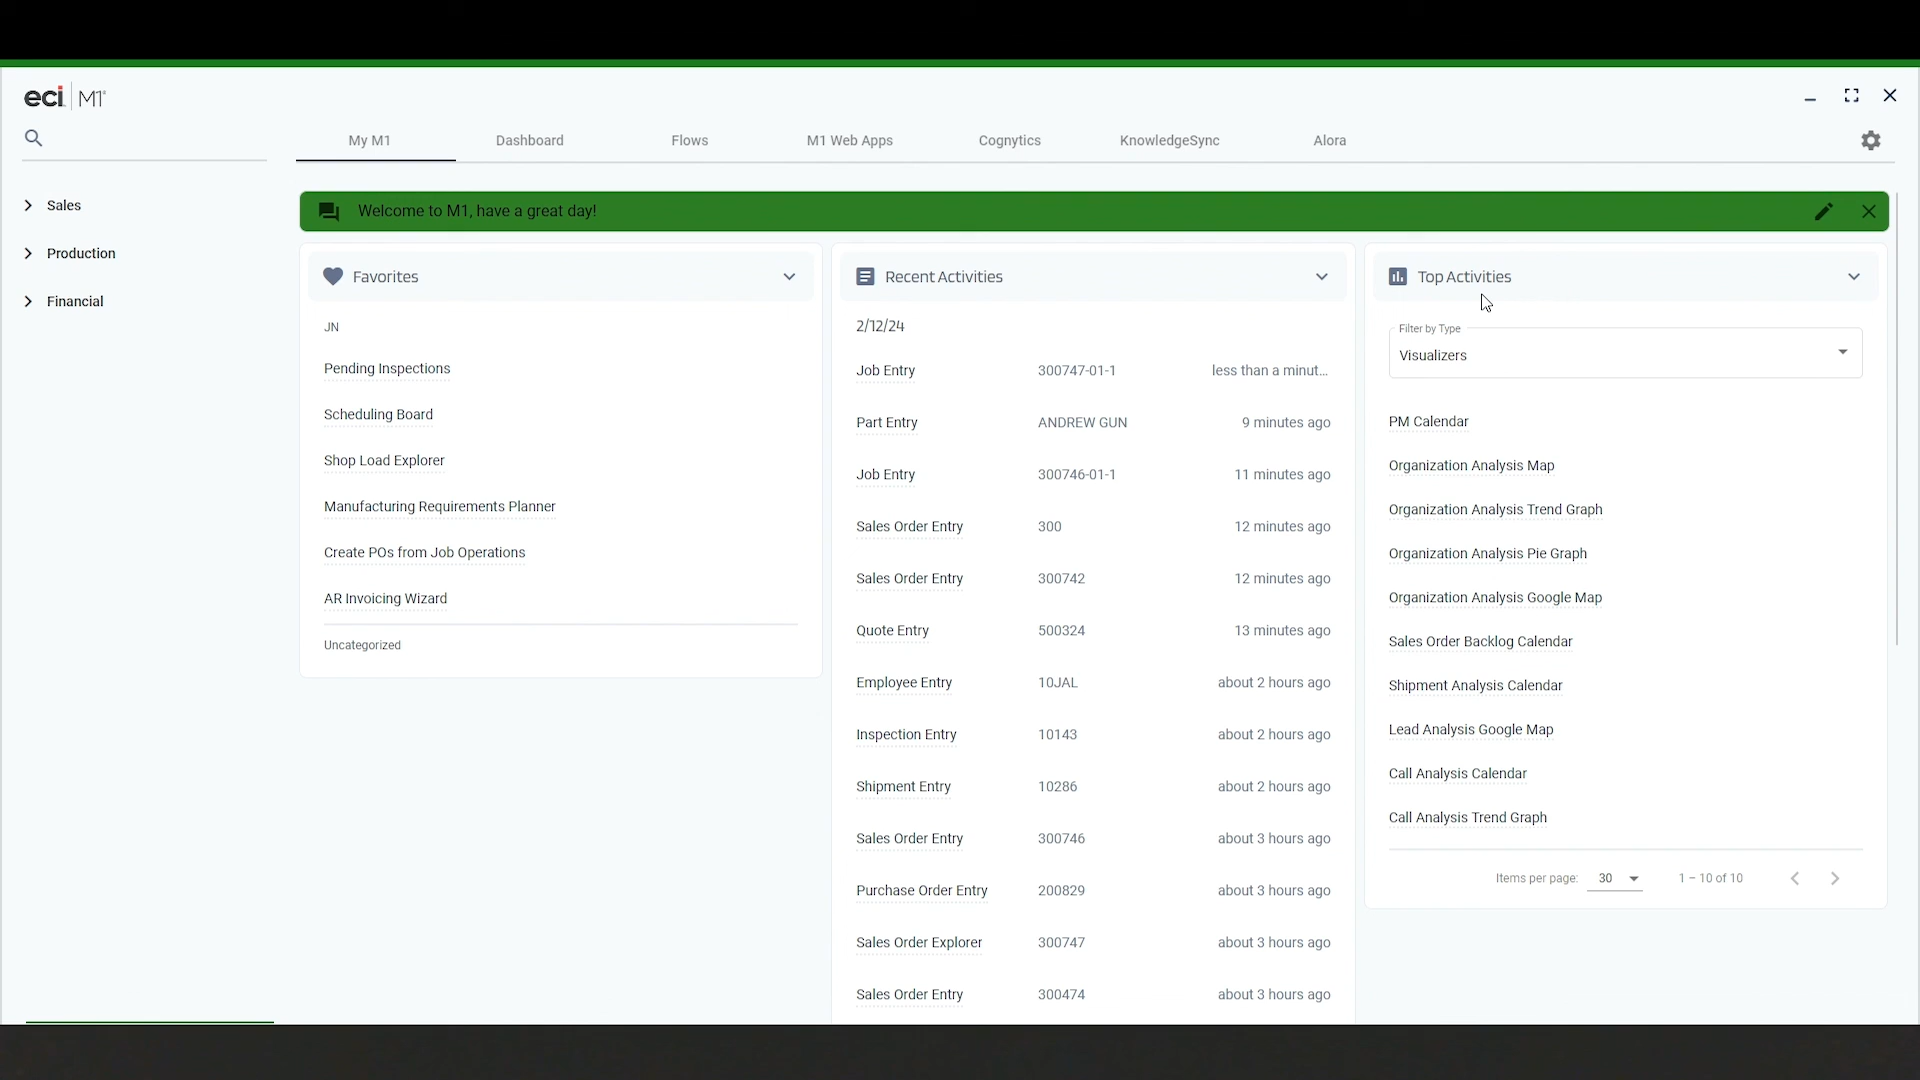 eci M1
My M1 Dashboard Flows M1 Web Apps Cognytics KnowledgeSync Alora
Sales
Production
Financial
Welcome to M1, have a great day!
Favorites
JN
Pending Inspections
Scheduling Board
Shop Load Explorer
Manufacturing Requirements Planner
Create POs from Job Operations
AR Invoicing Wizard
Uncategorized
Recent Activities
2/12/24
Job Entry 300747-01-1 less than a minut...
Part Entry ANDREW GUN 9 minutes ago
Job Entry 300746-01-1 11 minutes ago
Sales Order Entry 300 12 minutes ago
Sales Order Entry 300742 12 minutes ago
Quote Entry 500324 13 minutes ago
Employee Entry 10JAL about 2 hours ago
Inspection Entry 10143 about 2 hours ago
Shipment Entry 10286 about 2 hours ago
Sales Order Entry 300746 about 3 hours ago
Purchase Order Entry 200829 about 3 hours ago
Sales Order Explorer 300747 about 3 hours ago
Sales Order Entry 300474 about 3 hours ago
Top Activities
Filter by Type
Visualizers
PM Calendar
Organization Analysis Map
Organization Analysis Trend Graph
Organization Analysis Pie Graph
Organization Analysis Google Map
Sales Order Backlog Calendar
Shipment Analysis Calendar
Lead Analysis Google Map
Call Analysis Calendar
Call Analysis Trend Graph
Items per page: 30 1 – 10 of 10